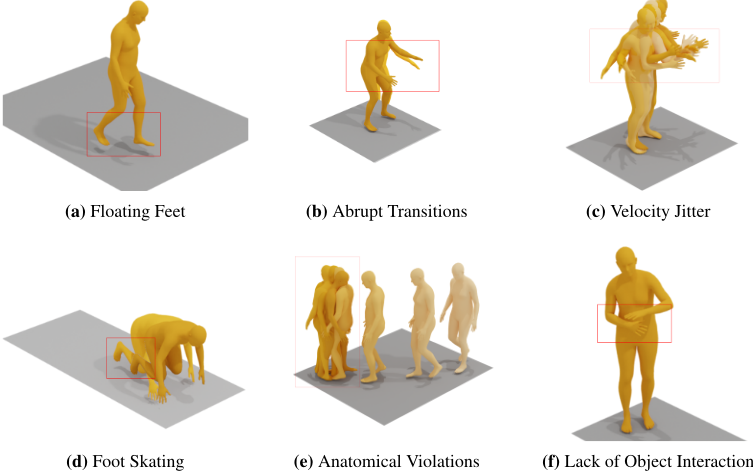 (a) Floating Feet
(b) Abrupt Transitions
(c) Velocity Jitter
(d) Foot Skating
(e) Anatomical Violations
(f) Lack of Object Interaction